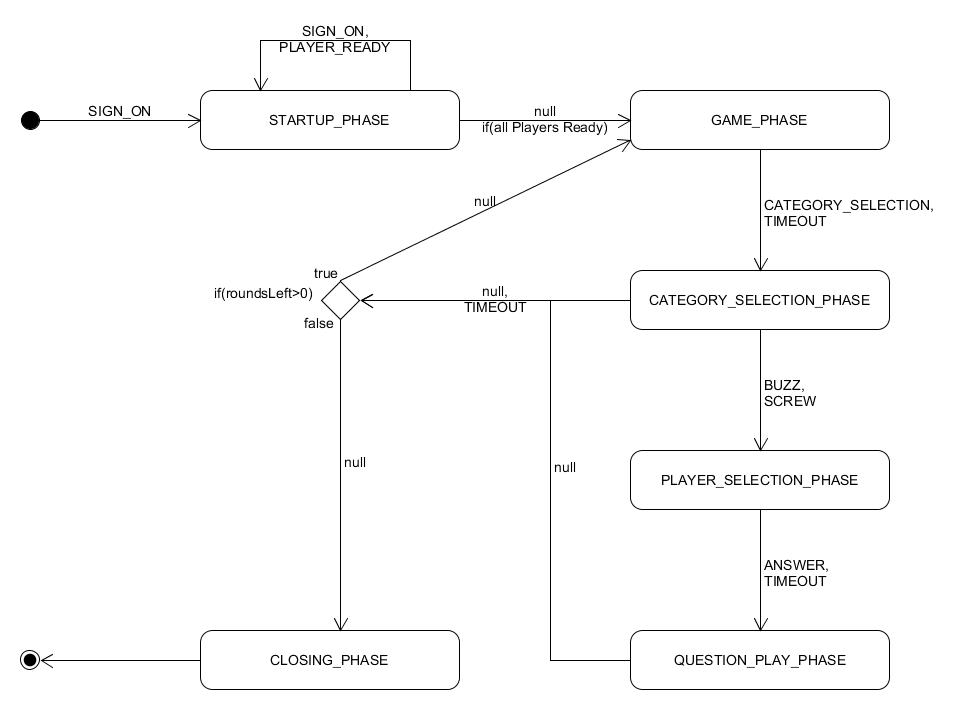 SIGN_ON,
PLAYER_READY
SIGN_ON
STARTUP_PHASE
null
if(all Players Ready)
GAME_PHASE
null
CATEGORY_SELECTION,
TIMEOUT
true
if(roundsLeft>0)
false
null,
TIMEOUT
CATEGORY_SELECTION_PHASE
BUZZ,
SCREW
null
null
PLAYER_SELECTION_PHASE
ANSWER,
TIMEOUT
CLOSING_PHASE
QUESTION_PLAY_PHASE